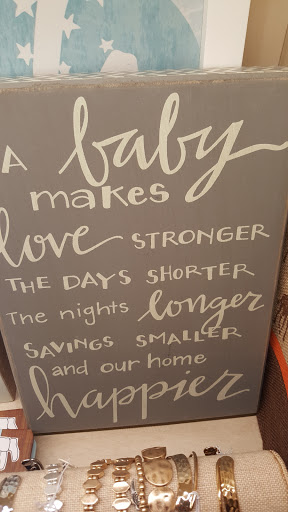 A baby
makes
love STRONGER
THE DAYS SHORTER
The nights longer
SAVINGS SMALLER
and our home
happier